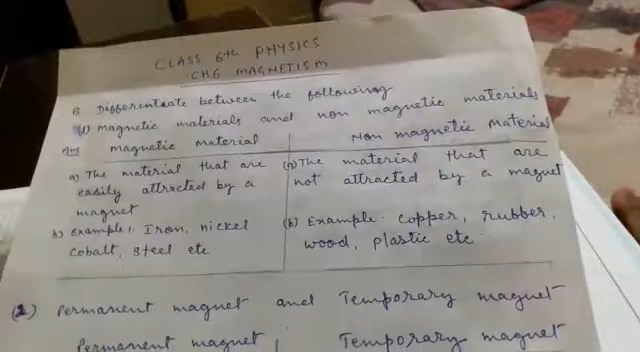 CLASS 6th PHYSICS
CH6 MAGNETISM
B Differentiate between the following
(1) Magnetic materials and non magnetic materials
Ans Magnetic Material Non Magnetic Material
a) The material that are (a) The material that are
easily attracted by a not attracted by a magnet
magnet
b) Example: Iron, nickel (b) Example: copper, rubber,
Cobalt, steel etc wood, plastic etc.
(2) Permanent magnet and Temporary magnet
Permanent magnet Temporary magnet